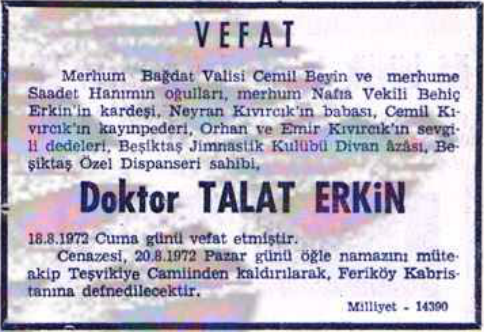 VEFAT
Merhum Bağdat Valisi Cemil Beyin ve merhume
Saadet Hanımın oğulları, merhum Nafıa Vekili Behiç
Erkin'in kardeşi, Neyran Kıvırcık'ın babası, Cemil Kı-
vırcık'ın kayınpederi, Orhan ve Emir Kıvırcık'ın sevgi-
li dedeleri, Beşiktaş Jimnastik Kulübü Divan âzâsı, Be-
şiktaş Özel Dispanseri sahibi,
Doktor TALAT ERKİN
18.8.1972 Cuma günü vefat etmiştir.
Cenazesi, 20.8.1972 Pazar günü öğle namazını müte-
akip Teşvikiye Camiinden kaldırılarak, Feriköy Kabris-
tanına defnedilecektir.
Milliyet - 14390